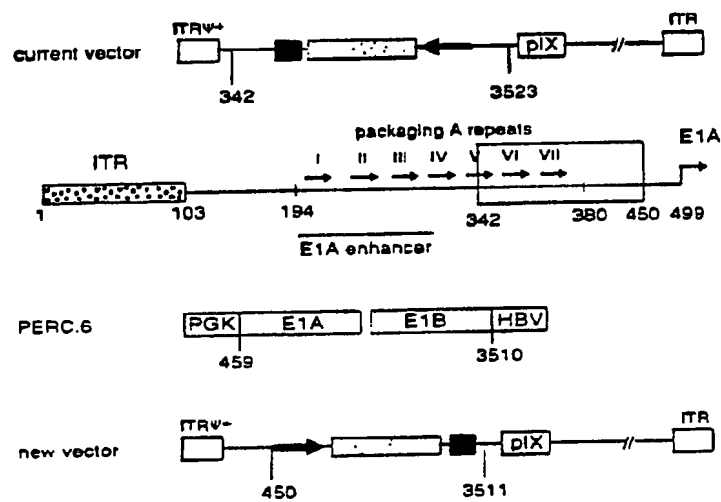 ITRΨ+ ITR
current vector pIX
342 3523
packaging A repeats
I II III IV V VI VII E1A
ITR
1 103 194 342 380 450 499
E1A enhancer
PERC.6 PGK E1A E1B HBV
459 3510
ITRΨ+ ITR
new vector pIX
450 3511